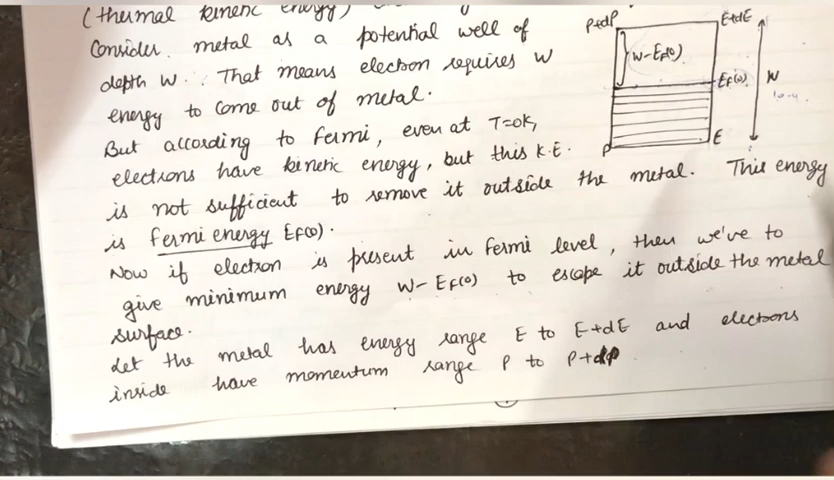 (thermal kinetic energy)
Consider metal as a potential well of
depth W. That means electron requires W
energy to come out of metal.
But according to Fermi, even at T=0K,
electrons have kinetic energy, but this K.E.
is not sufficient to remove it outside the metal. This energy
is Fermi energy EF(0).
Now if electron is present in Fermi level, then we've to
give minimum energy W-EF(0) to escape it outside the metal
surface.
Let the metal has energy range E to E+dE and electrons
inside have momentum range P to P+dp
P+dP
E+dE
W-EF(0)
EF(0)
W
P
E